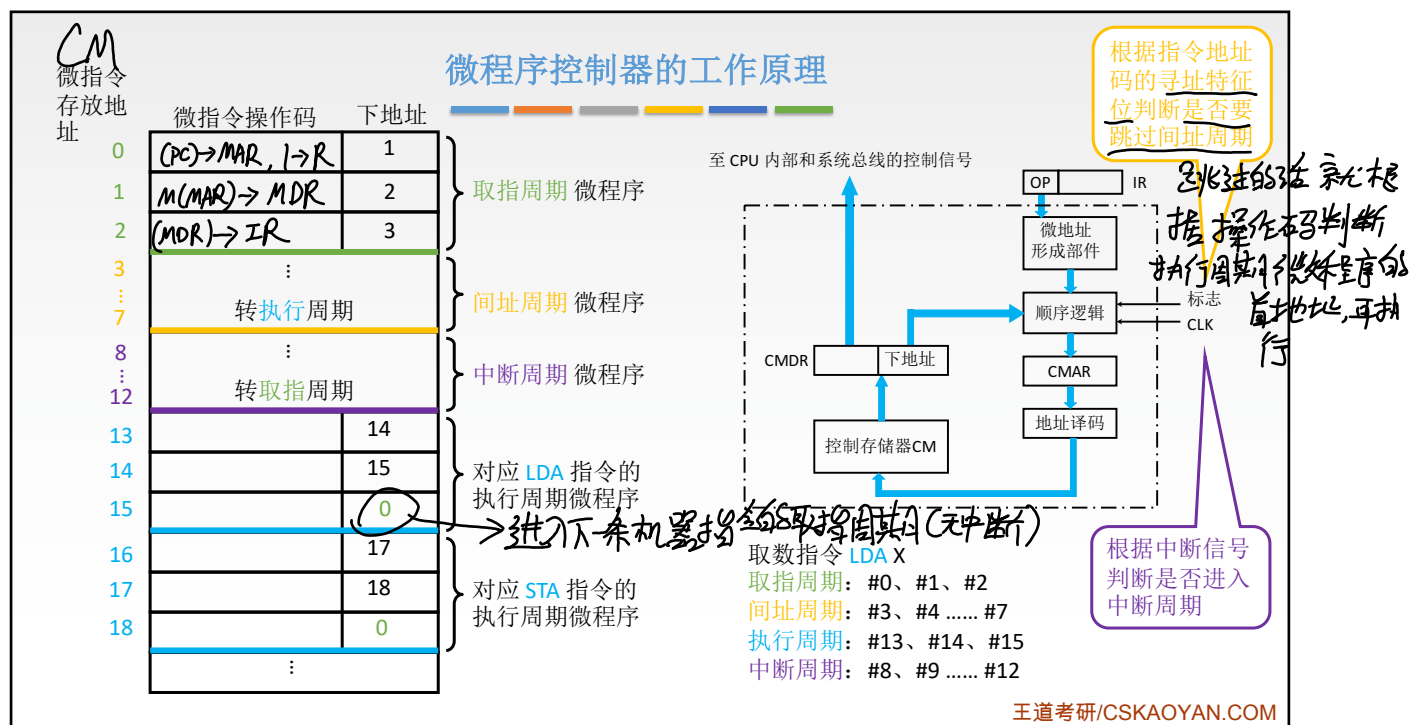 CM
微指令
存放地
址
微程序控制器的工作原理
根据指令地址
码的寻址特征
位判断是否要
跳过间址周期
微指令操作码 下地址
0 (PC)→MAR, 1→R 1
1 M(MAR)→MDR 2
2 (MDR)→IR 3
取指周期 微程序
3 ⋮
⋮
7 转执行周期
间址周期 微程序
8 ⋮
⋮
12 转取指周期
中断周期 微程序
13 14
14 15
15 0
对应 LDA 指令的
执行周期微程序
→进入下一条机器指令的取指周期(无中断)
16 17
17 18
18 0
对应 STA 指令的
执行周期微程序
⋮
至 CPU 内部和系统总线的控制信号
OP IR
微地址
形成部件
顺序逻辑
标志
CLK
CMDR 下地址
CMAR
地址译码
控制存储器CM
跳过的话 就根
据 操作码判断
执行周期微程序的
首地址,再执
行
取数指令 LDA X
取指周期：#0、#1、#2
间址周期：#3、#4 ...... #7
执行周期：#13、#14、#15
中断周期：#8、#9 ...... #12
根据中断信号
判断是否进入
中断周期
王道考研/CSKAOYAN.COM